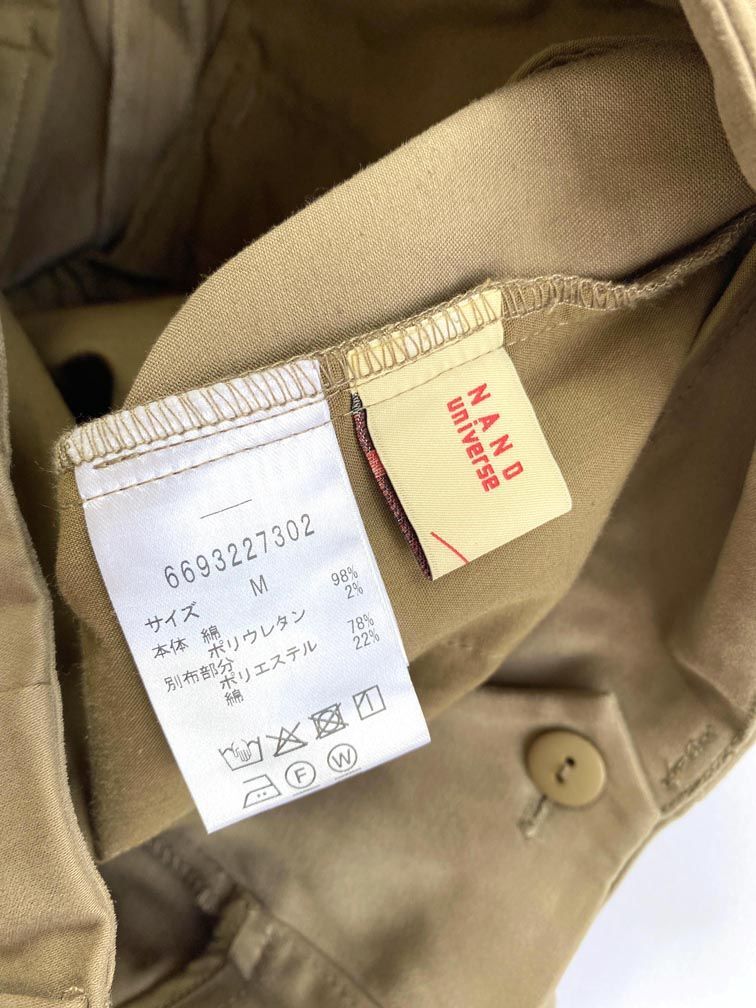 6693227302
サイズ M
本体 綿 98%
ポリウレタン 2%
別布部分
ポリエステル 78%
綿 22%
F W
NAND
universe